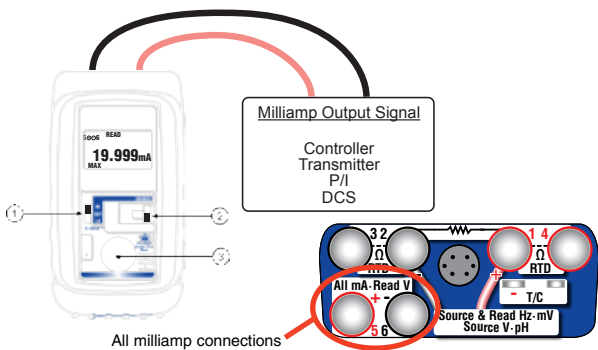 READ
19.999mA
MAX
1
2
3
Milliamp Output Signal
Controller
Transmitter
P/I
DCS
3 2
Ω
RTD
1 4
Ω
RTD
All mA·Read V
+ -
5 6
+
- T/C
Source & Read Hz·mV
Source V·pH
All milliamp connections